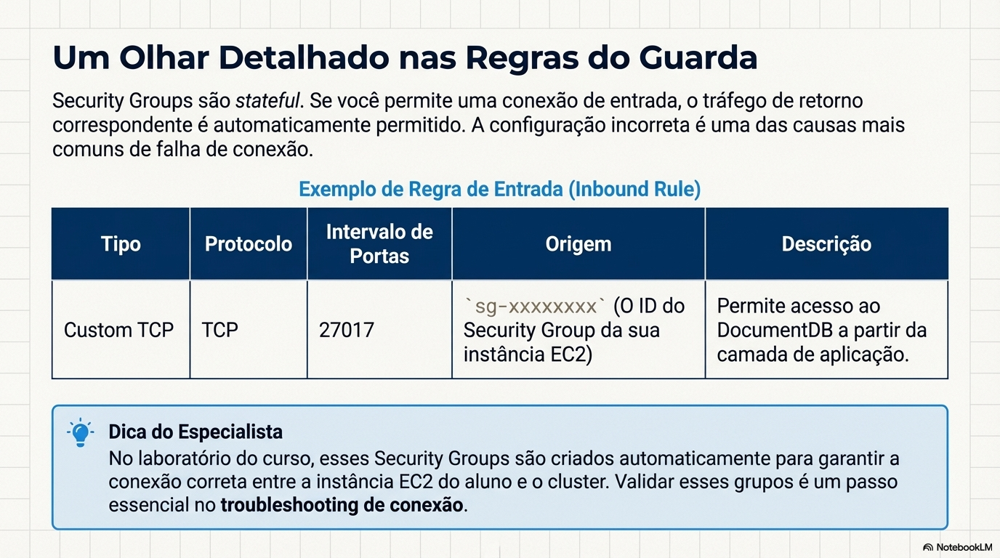 Um Olhar Detalhado nas Regras do Guarda
Security Groups são stateful. Se você permite uma conexão de entrada, o tráfego de retorno
correspondente é automaticamente permitido. A configuração incorreta é uma das causas mais
comuns de falha de conexão.
Exemplo de Regra de Entrada (Inbound Rule)
Tipo
Protocolo
Intervalo de
Portas
Origem
Descrição
Custom TCP
TCP
27017
`sg-xxxxxxxx` (O ID do
Security Group da sua
instância EC2)
Permite acesso ao
DocumentDB a partir da
camada de aplicação.
Dica do Especialista
No laboratório do curso, esses Security Groups são criados automaticamente para garantir a
conexão correta entre a instância EC2 do aluno e o cluster. Validar esses grupos é um passo
essencial no troubleshooting de conexão.
NotebookLM